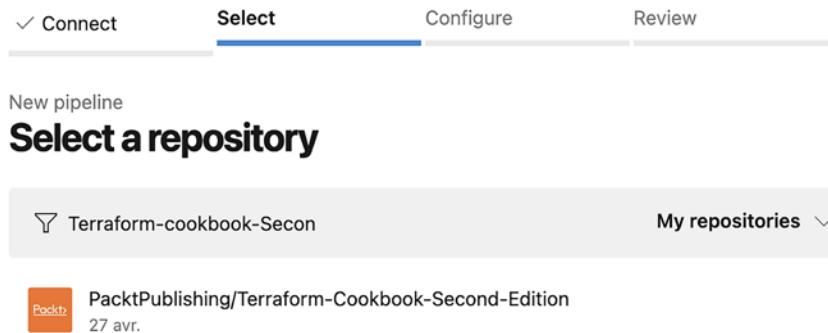 Connect
Select
Configure
Review
New pipeline
Select a repository
Terraform-cookbook-Secon
My repositories
Packt>
PacktPublishing/Terraform-Cookbook-Second-Edition
27 avr.